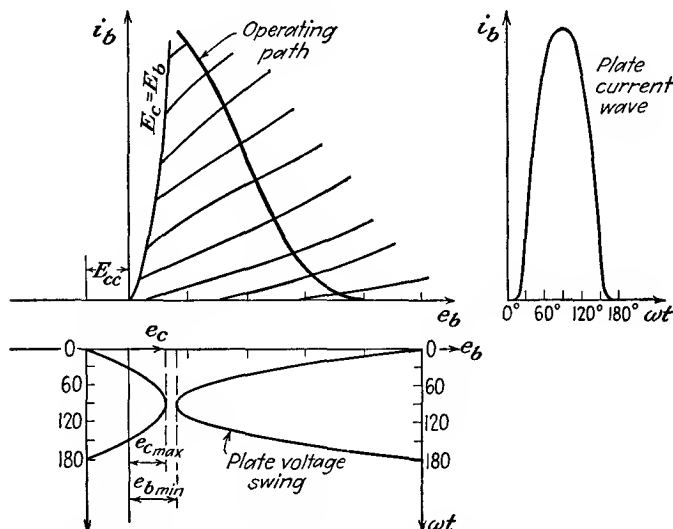 i_b
Operating
path
E_c = E_b
E_cc
e_b
i_b
Plate
current
wave
0° 60° 120° 180° ωt
e_c
e_b
0
60
120
180
0
60
120
180
e_c max
e_b min
Plate voltage
swing
ωt